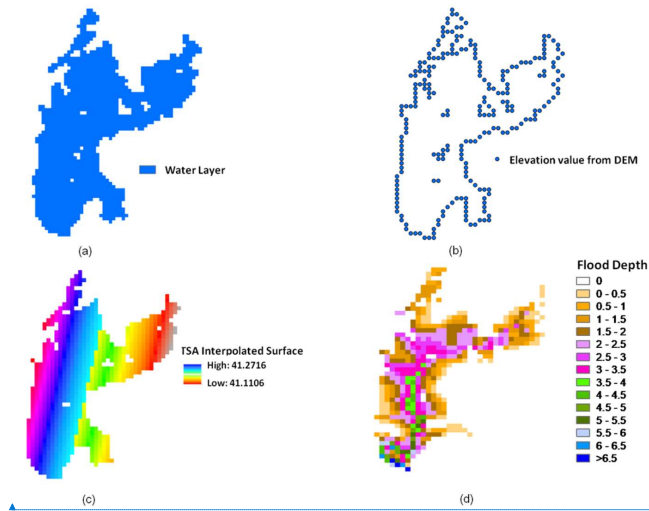 Water Layer
(a)
Elevation value from DEM
(b)
TSA Interpolated Surface
High: 41.2716
Low: 41.1106
(c)
Flood Depth
0
0 - 0.5
0.5 - 1
1 - 1.5
1.5 - 2
2 - 2.5
2.5 - 3
3 - 3.5
3.5 - 4
4 - 4.5
4.5 - 5
5 - 5.5
5.5 - 6
6 - 6.5
>6.5
(d)